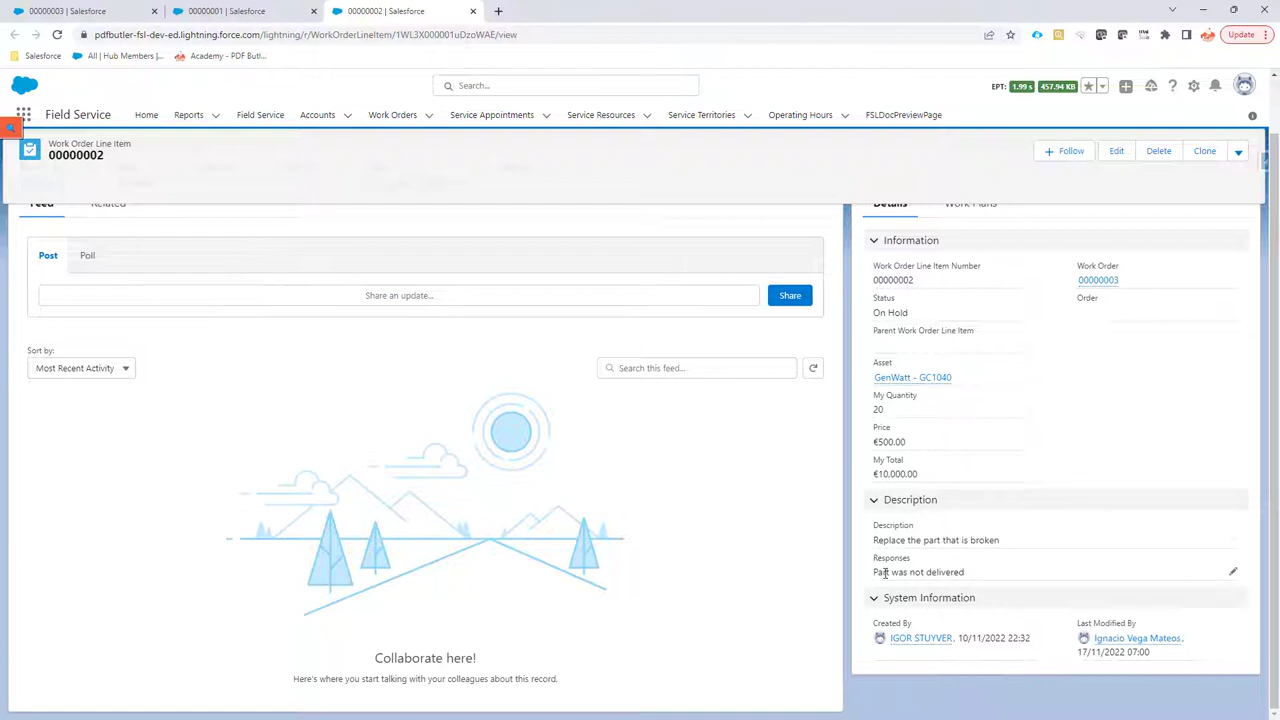 00000003 | Salesforce
00000001 | Salesforce
00000002 | Salesforce
pdfbutler-fsl-dev-ed.lightning.force.com/lightning/r/WorkOrderLineItem/1WL3X000001uDzoWAE/view
Update
Salesforce
All | Hub Members |...
Academy - PDF Butl...
Search...
EPT: 1.99 s 457.94 KB
Field Service
Home
Reports
Field Service
Accounts
Work Orders
Service Appointments
Service Resources
Service Territories
Operating Hours
FSLDocPreviewPage
Work Order Line Item
00000002
Follow
Edit
Delete
Clone
Feed
Related
Details
Work Plans
Post
Poll
Share an update...
Share
Sort by:
Most Recent Activity
Search this feed...
Collaborate here!
Here's where you start talking with your colleagues about this record.
Information
Work Order Line Item Number
00000002
Work Order
00000003
Status
On Hold
Order
Parent Work Order Line Item
Asset
GenWatt - GC1040
My Quantity
20
Price
€500.00
My Total
€10,000.00
Description
Description
Replace the part that is broken
Responses
Part was not delivered
System Information
Created By
IGOR STUYVER, 10/11/2022 22:32
Last Modified By
Ignacio Vega Mateos,
17/11/2022 07:00